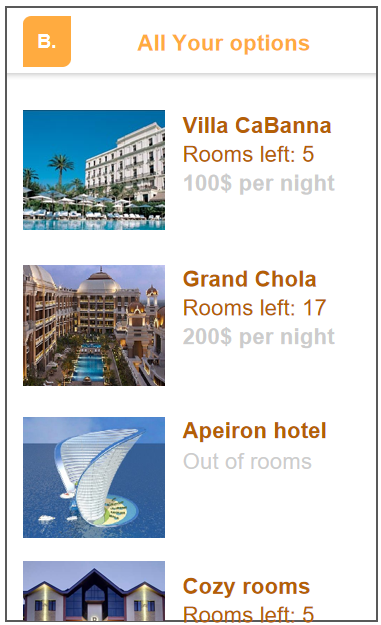 B.
All Your options
Villa CaBanna
Rooms left: 5
100$ per night
Grand Chola
Rooms left: 17
200$ per night
Apeiron hotel
Out of rooms
Cozy rooms
Rooms left: 5